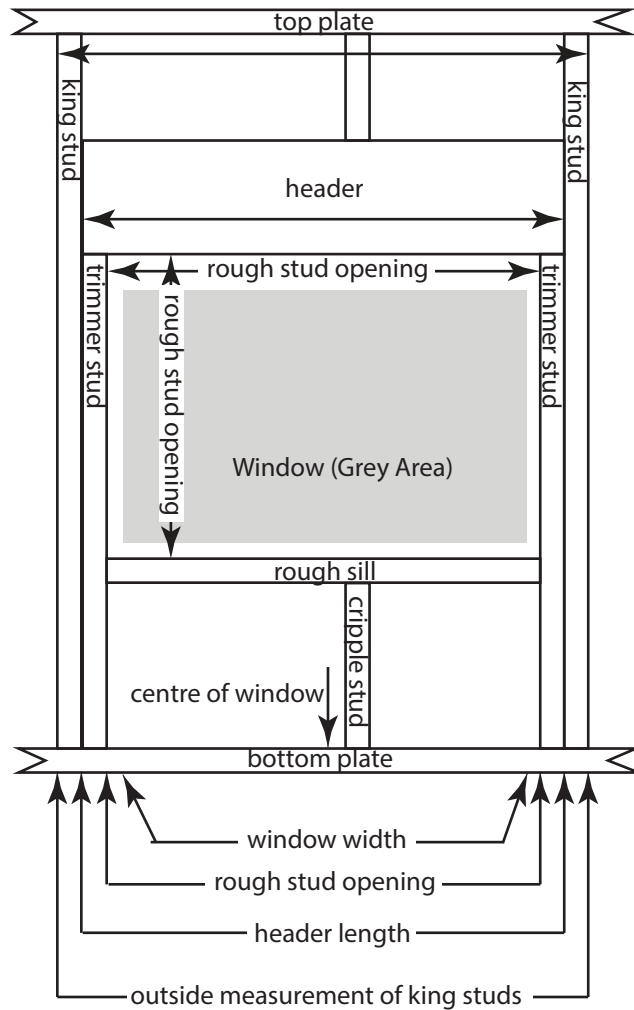 top plate
king stud
king stud
header
rough stud opening
trimmer stud
rough stud opening
trimmer stud
Window (Grey Area)
rough sill
cripple stud
centre of window
bottom plate
window width
rough stud opening
header length
outside measurement of king studs